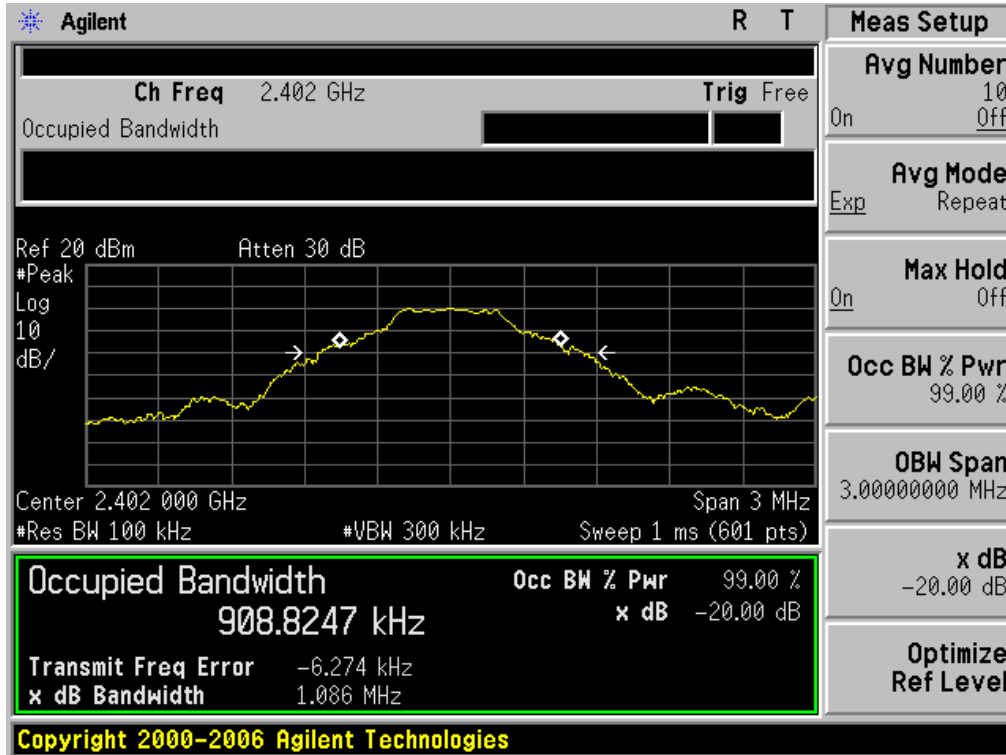 Agilent R T
Ch Freq 2.402 GHz Trig Free
Occupied Bandwidth
Ref 20 dBm Atten 30 dB
#Peak
Log
10
dB/
Center 2.402 000 GHz Span 3 MHz
#Res BW 100 kHz #VBW 300 kHz Sweep 1 ms (601 pts)
Occupied Bandwidth
908.8247 kHz
Occ BW % Pwr 99.00 %
x dB -20.00 dB
Transmit Freq Error -6.274 kHz
x dB Bandwidth 1.086 MHz
Copyright 2000-2006 Agilent Technologies
Meas Setup
Avg Number
10
On Off
Avg Mode
Exp Repeat
Max Hold
On Off
Occ BW % Pwr
99.00 %
OBW Span
3.00000000 MHz
x dB
-20.00 dB
Optimize
Ref Level